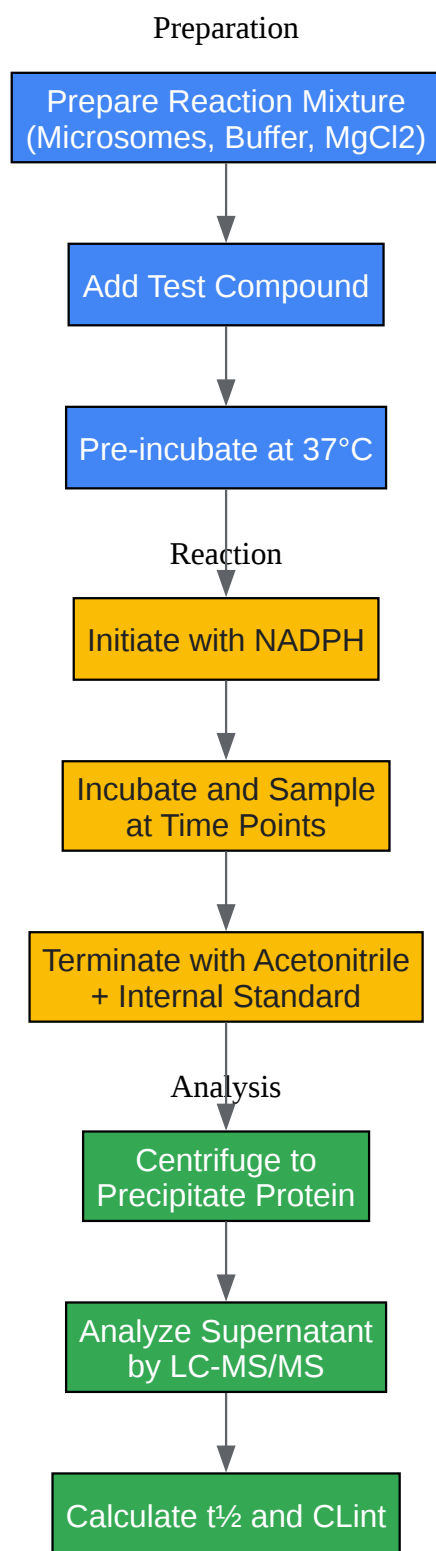 Preparation
Prepare Reaction Mixture
(Microsomes, Buffer, MgCl2)
Add Test Compound
Pre-incubate at 37°C
Reaction
Initiate with NADPH
Incubate and Sample
at Time Points
Terminate with Acetonitrile
+ Internal Standard
Analysis
Centrifuge to
Precipitate Protein
Analyze Supernatant
by LC-MS/MS
Calculate t½ and CLint